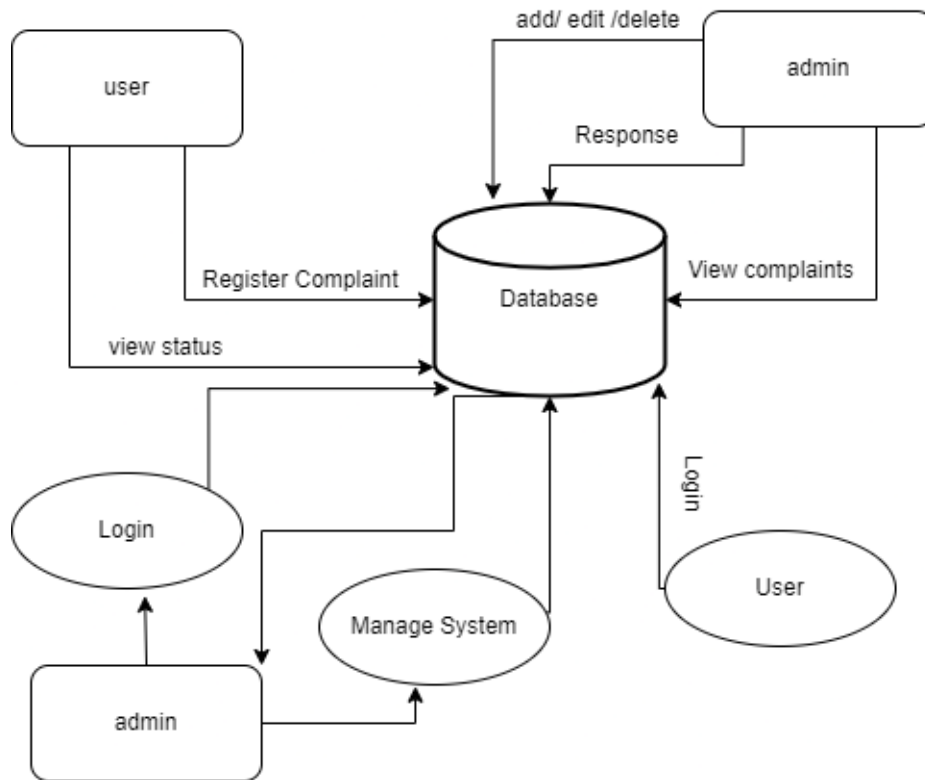 add/ edit /delete
user
admin
Response
Register Complaint
Database
View complaints
view status
Login
Login
User
Manage System
admin